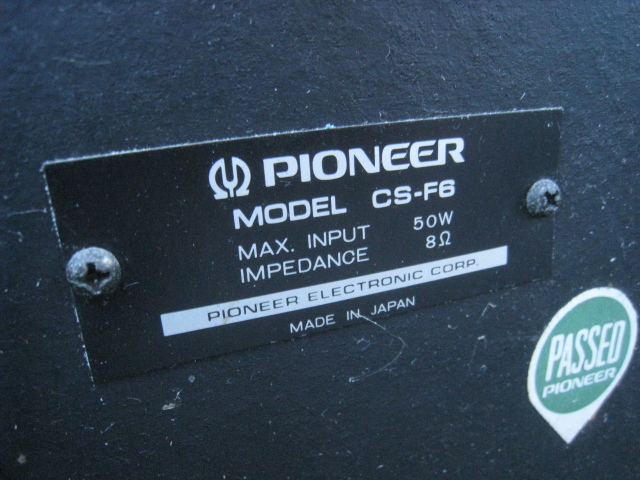 PIONEER
MODEL CS-F6
MAX. INPUT 50W
IMPEDANCE 8Ω
PIONEER ELECTRONIC CORP.
MADE IN JAPAN
PASSED
PIONEER